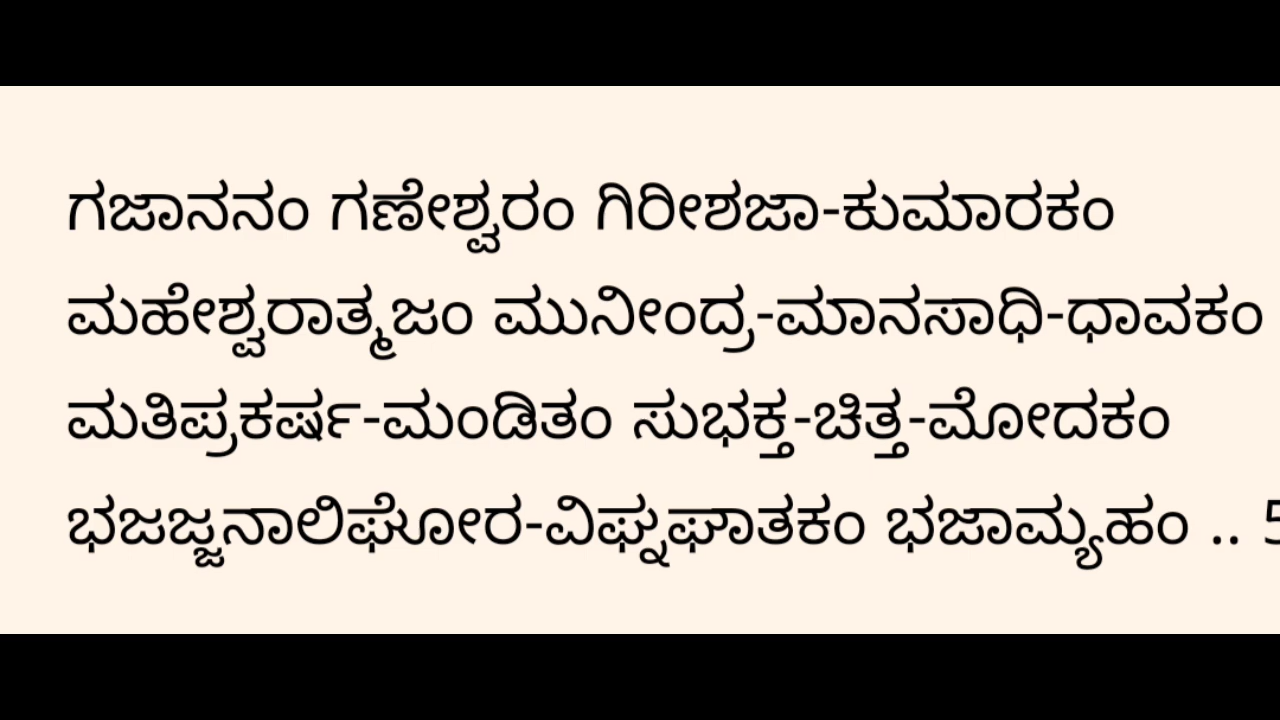 ಗಜಾನನಂ ಗಣೇಶ್ವರಂ ಗಿರೀಶಜಾ-ಕುಮಾರಕಂ
ಮಹೇಶ್ವರಾತ್ಮಜಂ ಮುನೀಂದ್ರ-ಮಾನಸಾಧಿ-ಧಾವಕಂ
ಮತಿಪ್ರಕರ್ಷ-ಮಂಡಿತಂ ಸುಭಕ್ತ-ಚಿತ್ತ-ಮೋದಕಂ
ಭಜಜ್ಜನಾಲಿಘೋರ-ವಿಘ್ನಘಾತಕಂ ಭಜಾಮ್ಯಹಂ .. 5